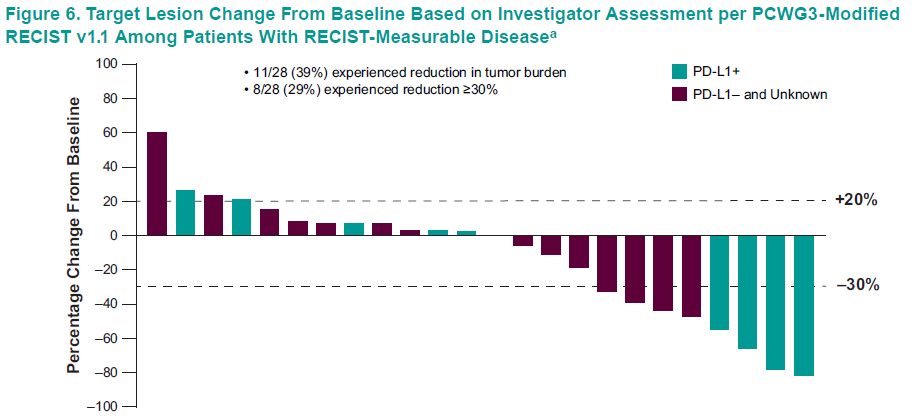 Figure 6. Target Lesion Change From Baseline Based on Investigator Assessment per PCWG3-Modified
RECIST v1.1 Among Patients With RECIST-Measurable Diseaseᵃ
• 11/28 (39%) experienced reduction in tumor burden
• 8/28 (29%) experienced reduction ≥30%
PD-L1+
PD-L1– and Unknown
Percentage Change From Baseline
100
80
60
40
20
0
–20
–40
–60
–80
–100
+20%
–30%